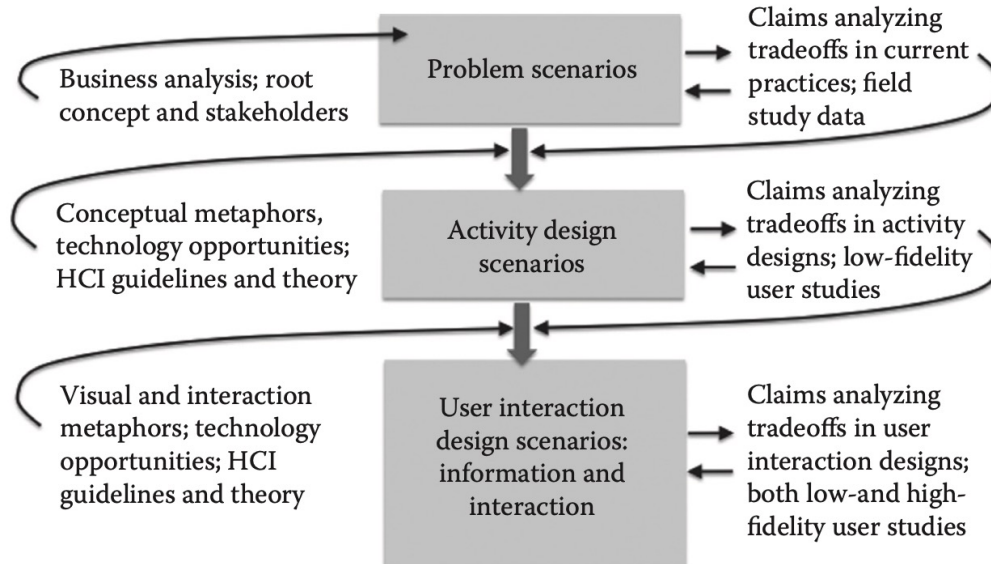 Business analysis; root
concept and stakeholders
Problem scenarios
Claims analyzing
tradeoffs in current
practices; field
study data
Conceptual metaphors,
technology opportunities;
HCI guidelines and theory
Activity design
scenarios
Claims analyzing
tradeoffs in activity
designs; low-fidelity
user studies
Visual and interaction
metaphors; technology
opportunities; HCI
guidelines and theory
User interaction
design scenarios:
information and
interaction
Claims analyzing
tradeoffs in user
interaction designs;
both low-and high-
fidelity user studies